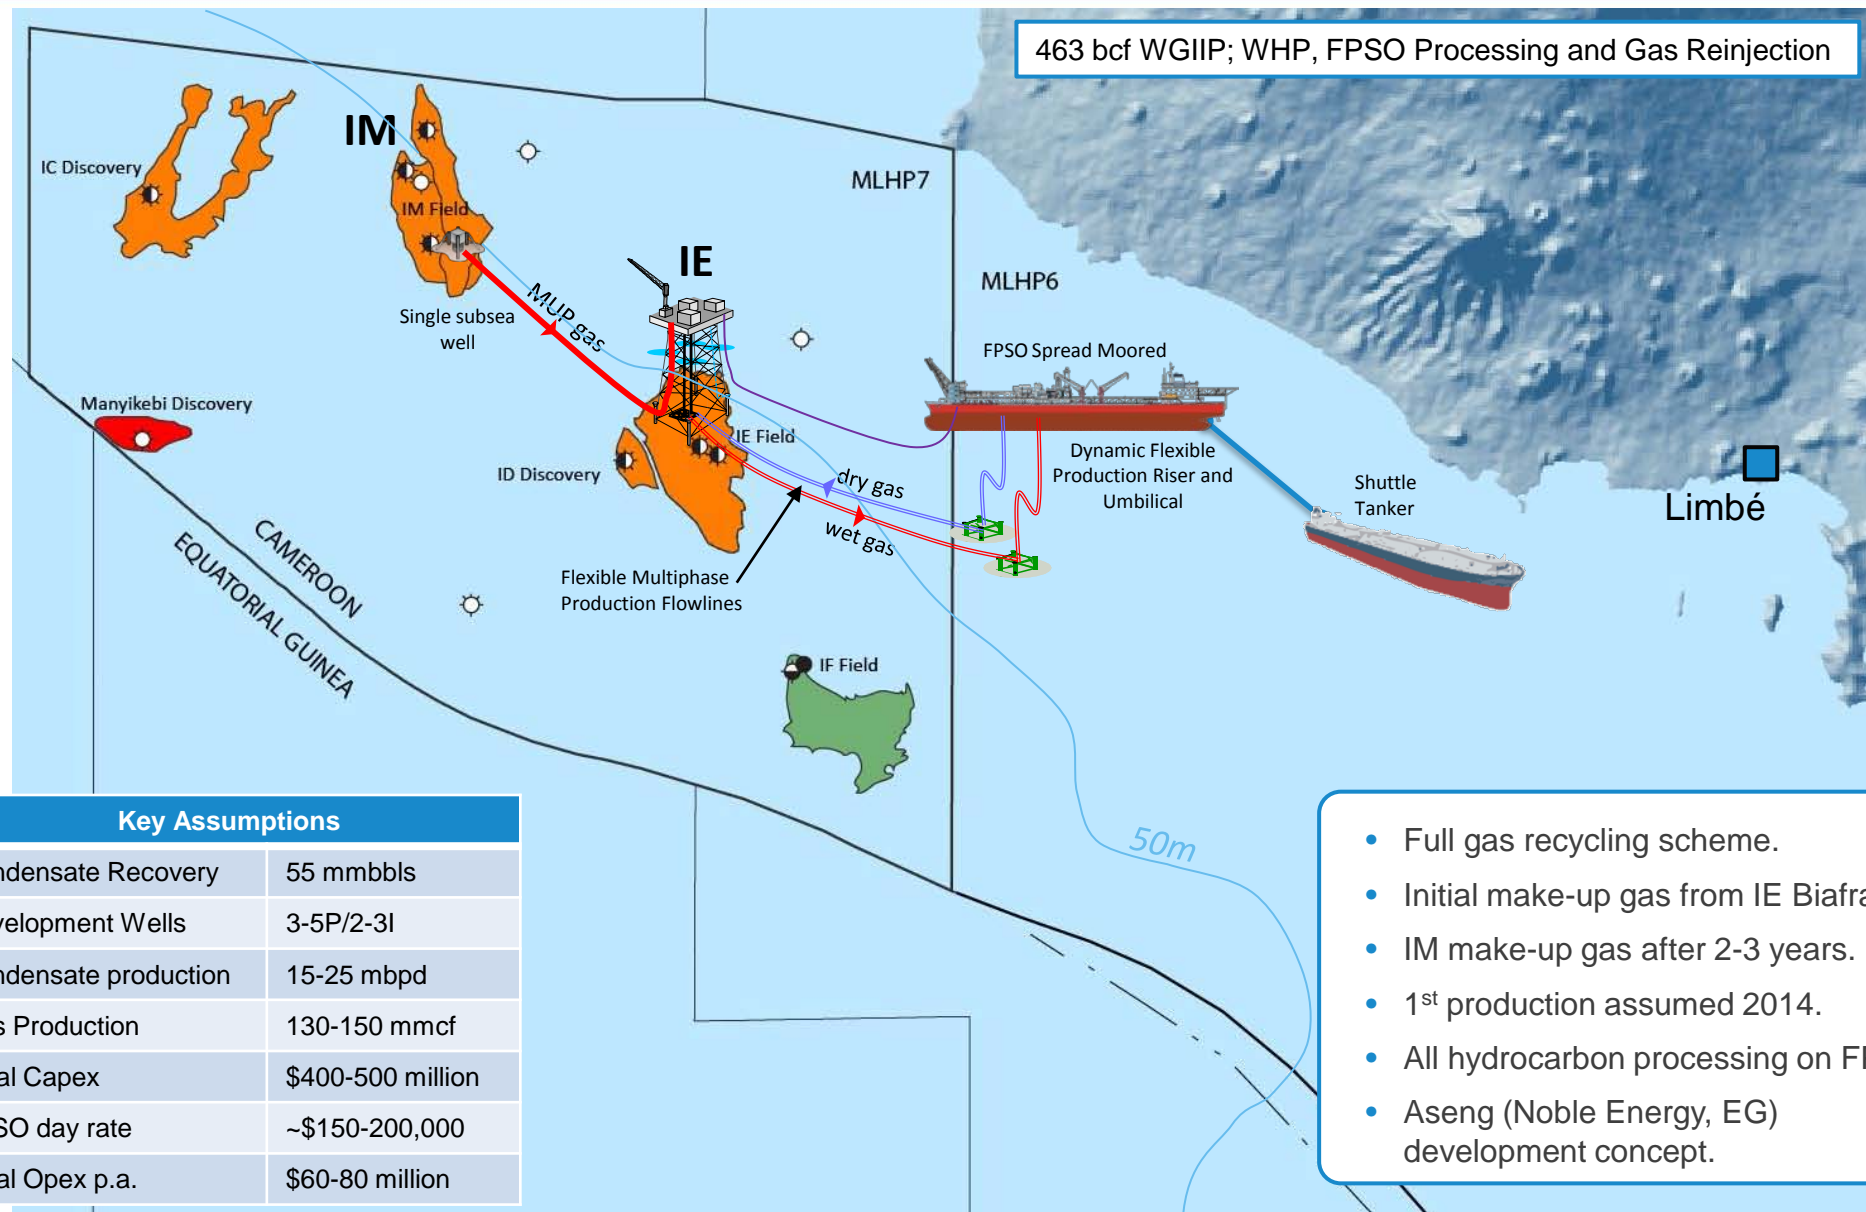 463 bcf WGIIP; WHP, FPSO Processing and Gas Reinjection
IM
IC Discovery
MLHP7
IM Field
IE
MLHP6
MUP gas
Single subsea
well
FPSO Spread Moored
Manyikebi Discovery
IE Field
ID Discovery
dry gas
wet gas
Dynamic Flexible
Production Riser and
Umbilical
Shuttle
Tanker
Limbé
CAMEROON
EQUATORIAL GUINEA
Flexible Multiphase
Production Flowlines
IF Field
50m
Key Assumptions
ndensate Recovery 55 mmbbls
velopment Wells 3-5P/2-3I
ndensate production 15-25 mbpd
s Production 130-150 mmcf
al Capex $400-500 million
SO day rate ~$150-200,000
al Opex p.a. $60-80 million
• Full gas recycling scheme.
• Initial make-up gas from IE Biafra
• IM make-up gas after 2-3 years.
• 1st production assumed 2014.
• All hydrocarbon processing on F
• Aseng (Noble Energy, EG)
development concept.